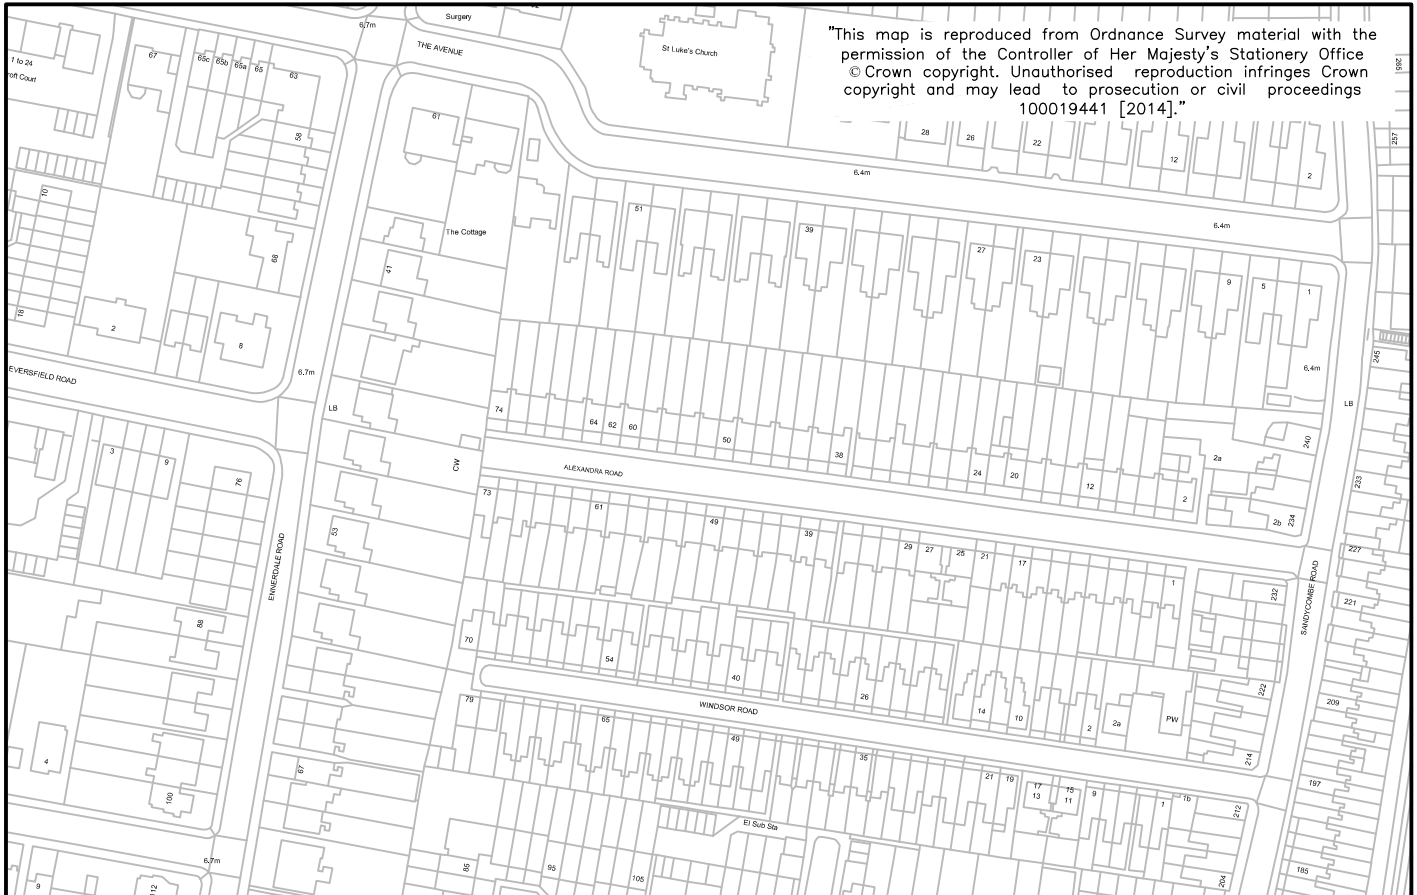 "This map is reproduced from Ordnance Survey material with the
permission of the Controller of Her Majesty's Stationery Office
© Crown copyright. Unauthorised reproduction infringes Crown
copyright and may lead to prosecution or civil proceedings
100019441 [2014]."
Surgery
6.7m
THE AVENUE
St Luke's Church
1 to 24
roft Court
67
65c
65b
65a
65
63
58
61
265
257
28
26
22
12
2
6.4m
10
51
39
27
23
9
5
1
6.4m
The Cottage
68
41
18
2
8
6.7m
6.4m
245
EVERSFIELD ROAD
LB
LB
74
64
62
60
50
38
24
20
12
2
2a
240
2b
234
233
CW
ALEXANDRA ROAD
3
9
76
73
61
49
39
29
27
25
21
17
1
53
227
232
221
ENNERDALE ROAD
SANDYCOMBE ROAD
88
70
54
40
26
14
10
2
2a
PW
222
209
79
WINDSOR ROAD
65
49
35
21
19
17
13
15
11
9
1
1b
214
212
197
4
67
100
El Sub Sta
6.7m
9
112
85
95
105
204
185